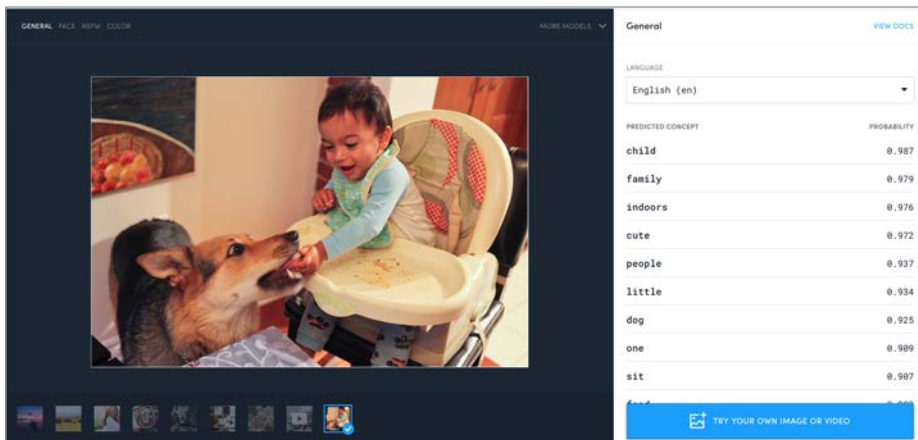 GENERAL FACE NSFW COLOR
MORE MODELS
General
VIEW DOCS
LANGUAGE
English (en)
PREDICTED CONCEPT PROBABILITY
child 0.987
family 0.979
indoors 0.976
cute 0.972
people 0.937
little 0.934
dog 0.925
one 0.909
sit 0.907
TRY YOUR OWN IMAGE OR VIDEO